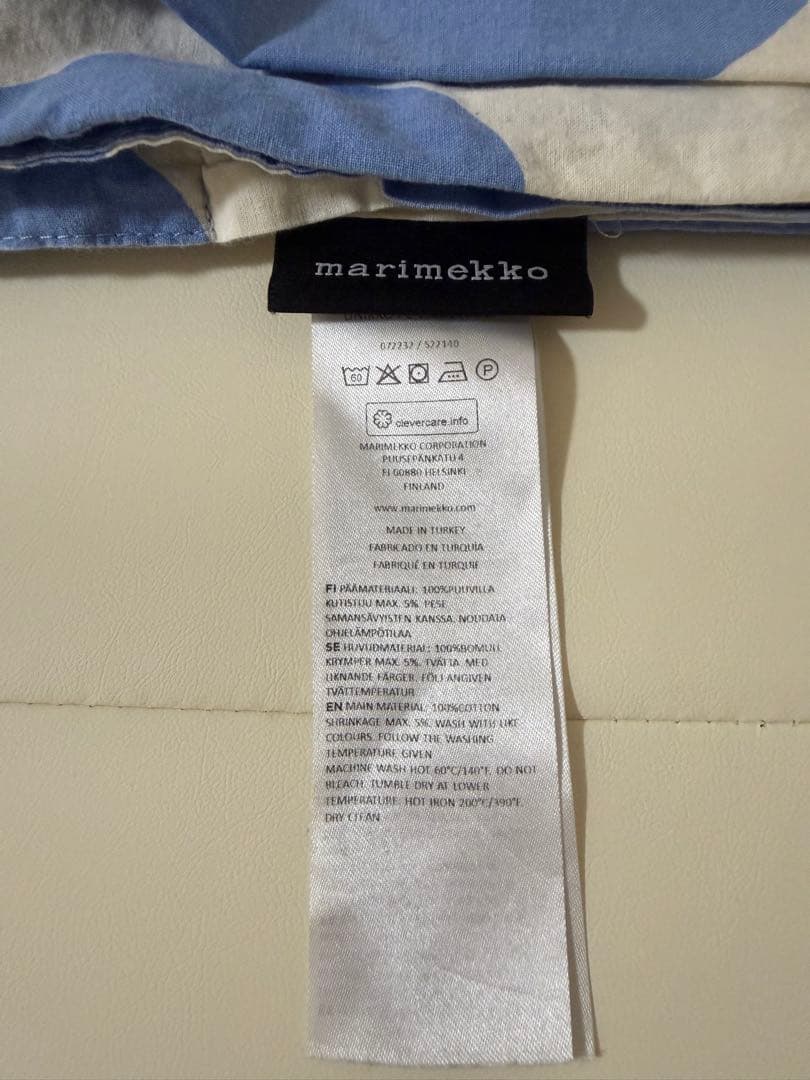 marimekko
072232 / 522140
60
P
clevercare.info
MARIMEKKO CORPORATION
PUUSEPÄNKATU 4
FI 00880 HELSINKI
FINLAND
www.marimekko.com
MADE IN TURKEY
FABRICADO EN TURQUÍA
FABRIQUÉ EN TURQUIE
FI PÄÄMATERIAALI: 100%PUUVILLA
KUTISTUU MAX. 5%. PESE
SAMANSÄVYISTEN KANSSA. NOUDATA
OHJELÄMPÖTILAA
SE HUVUDMATERIAL: 100%BOMULL
KRYMPER MAX. 5%. TVÄTTA MED
LIKNANDE FÄRGER. FÖLJ ANGIVEN
TVÄTTEMPERATUR
EN MAIN MATERIAL: 100%COTTON
SHRINKAGE MAX. 5%. WASH WITH LIKE
COLOURS. FOLLOW THE WASHING
TEMPERATURE GIVEN
MACHINE WASH HOT 60°C/140°F. DO NOT
BLEACH. TUMBLE DRY AT LOWER
TEMPERATURE. HOT IRON 200°C/390°F.
DRY CLEAN